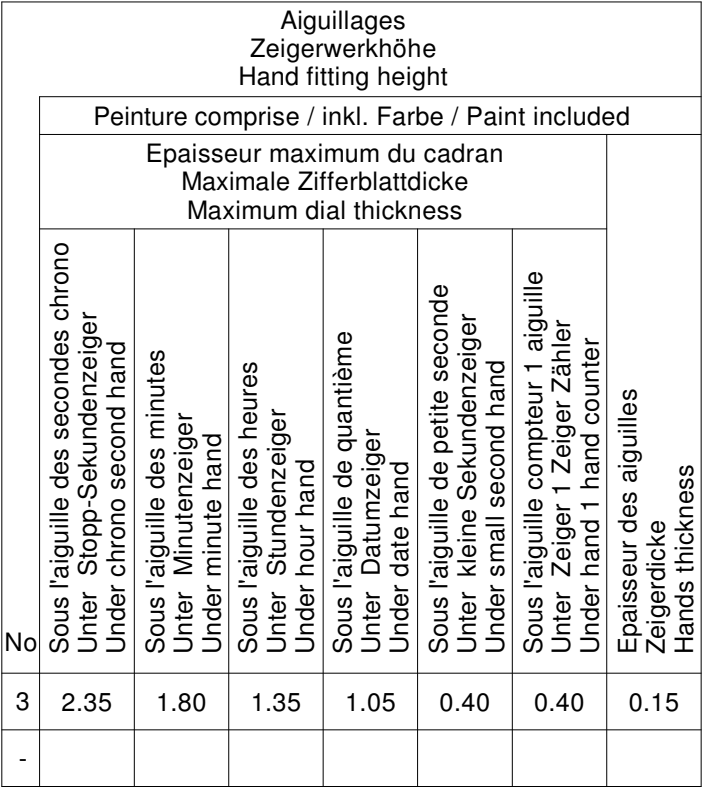 Aiguillages
Zeigerwerkhöhe
Hand fitting height
Peinture comprise / inkl. Farbe / Paint included
Epaisseur maximum du cadran
Maximale Zifferblattdicke
Maximum dial thickness
No
Sous l'aiguille des secondes chrono
Unter Stopp-Sekundenzeiger
Under chrono second hand
Sous l'aiguille des minutes
Unter Minutenzeiger
Under minute hand
Sous l'aiguille des heures
Unter Stundenzeiger
Under hour hand
Sous l'aiguille de quantième
Unter Datumzeiger
Under date hand
Sous l'aiguille de petite seconde
Unter kleine Sekundenzeiger
Under small second hand
Sous l'aiguille compteur 1 aiguille
Unter Zeiger 1 Zeiger Zähler
Under hand 1 hand counter
Epaisseur des aiguilles
Zeigerdicke
Hands thickness
3 2.35 1.80 1.35 1.05 0.40 0.40 0.15
-